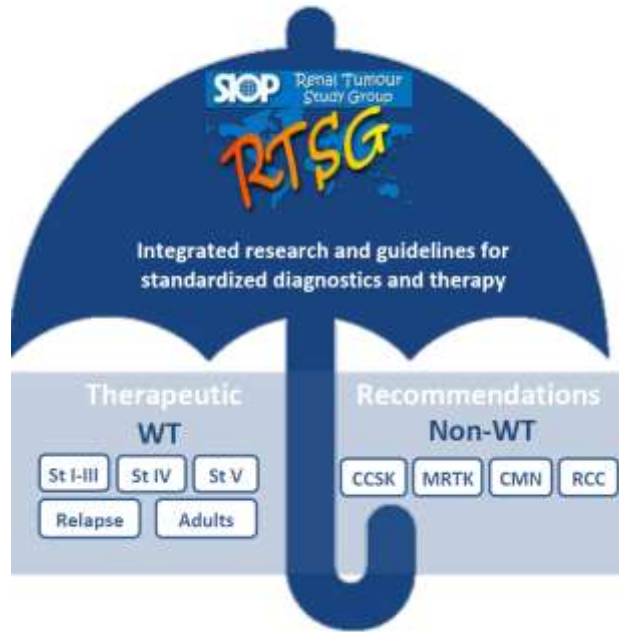 SIOP Renal Tumour
Study Group
RTSG
Integrated research and guidelines for
standardized diagnostics and therapy
Therapeutic Recommendations
WT Non-WT
St I-III St IV St V
Relapse Adults
CCSK MRTK CMN RCC